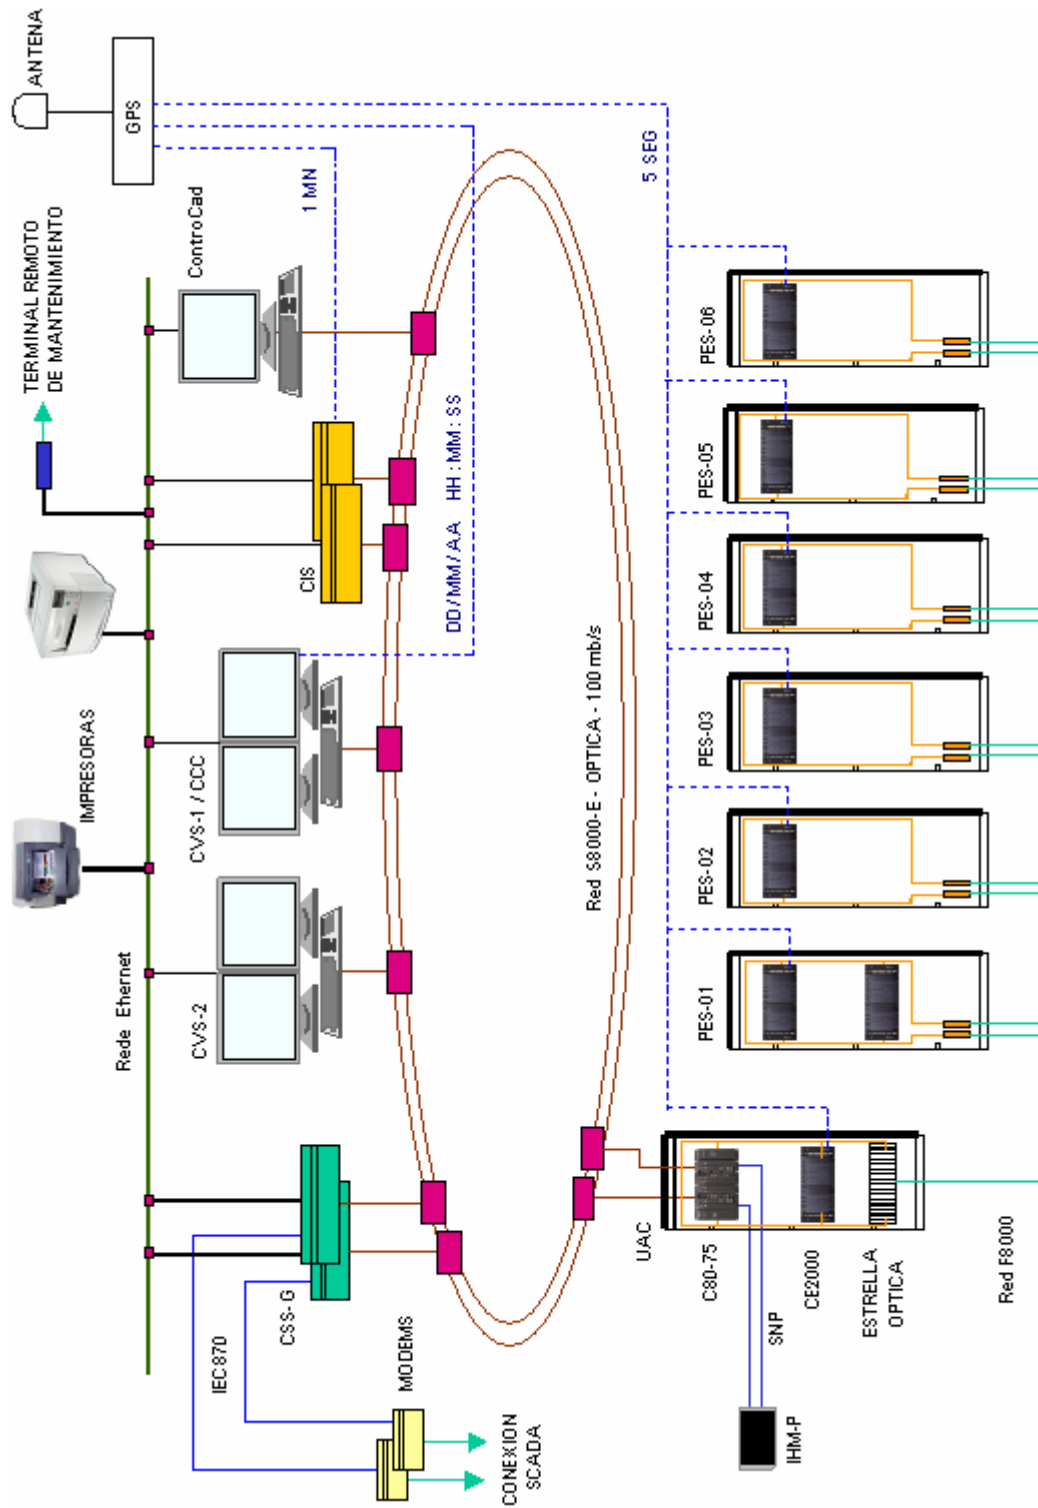 ANTENA
GPS
TERMINAL REMOTO
DE MANTENIMIENTO
ControCad
1 MN
IMPRESORAS
CIS
DD/MM/AA HH:MM:SS
5 SEG
Rede Ethernet
CVS-1 / CCC
CVS-2
CSS-G
IEC870
MODEMS
CONEXION
SCADA
Red S8000-E - OPTICA - 100 mb/s
PES-06
PES-05
PES-04
PES-03
PES-02
PES-01
UAC
C80-75
CE2000
ESTRELLA
OPTICA
SNP
IHM-P
Red F8000